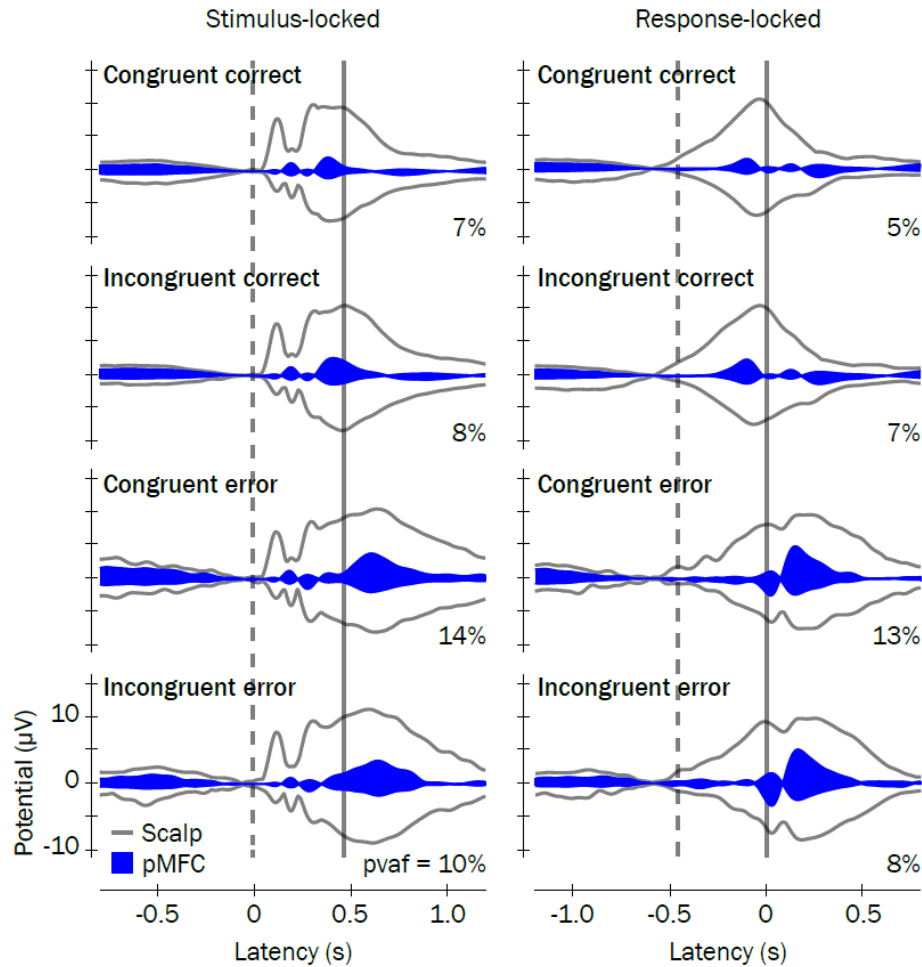 Stimulus-locked
Response-locked
Congruent correct
7%
Congruent correct
5%
Incongruent correct
8%
Incongruent correct
7%
Congruent error
14%
Congruent error
13%
Incongruent error
Potential (µV)
10
0
-10
Scalp
pMFC
pvaf = 10%
Incongruent error
8%
-0.5
0
0.5
1.0
Latency (s)
-1.0
-0.5
0
0.5
Latency (s)